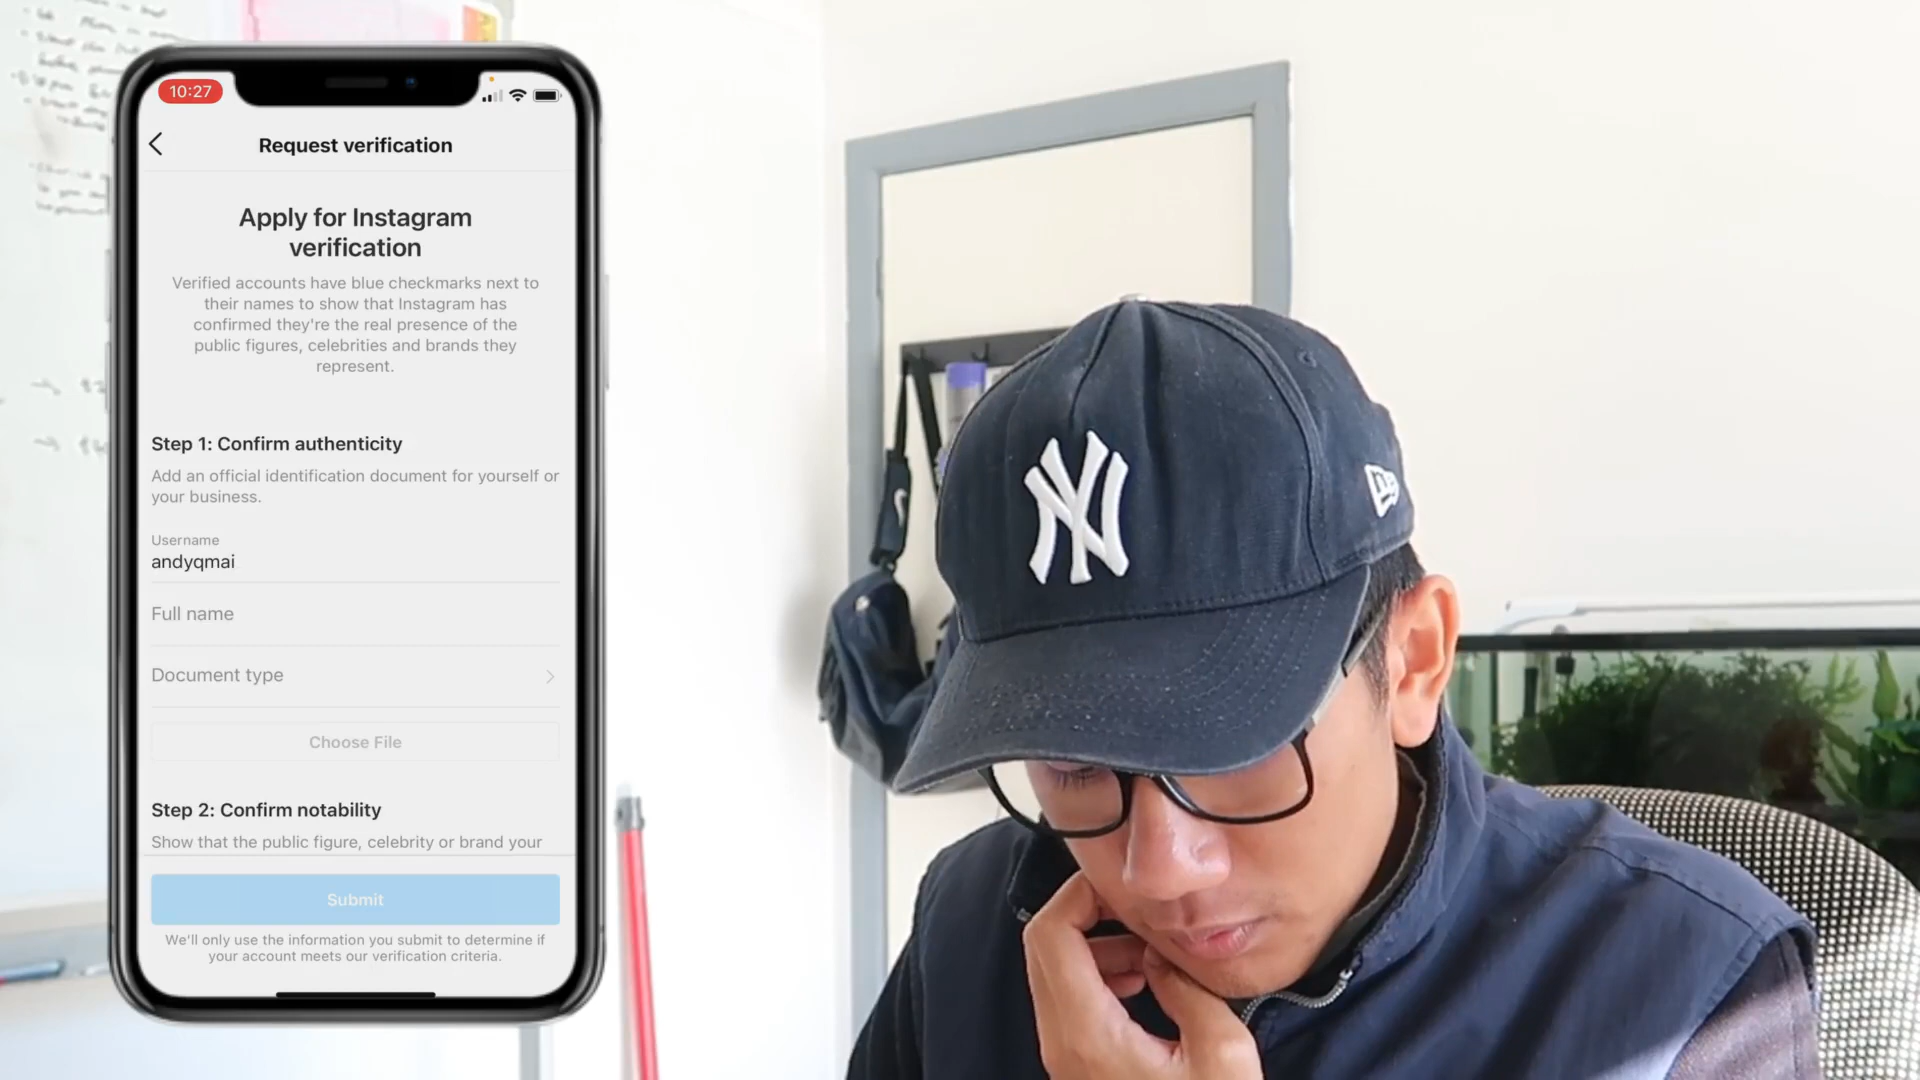 10:27
Request verification
Apply for Instagram
verification
Verified accounts have blue checkmarks next to
their names to show that Instagram has
confirmed they're the real presence of the
public figures, celebrities and brands they
represent.
Step 1: Confirm authenticity
Add an official identification document for yourself or
your business.
Username
andyqmai
Full name
Document type
Choose File
Step 2: Confirm notability
Show that the public figure, celebrity or brand your
Submit
We'll only use the information you submit to determine if
your account meets our verification criteria.
NY